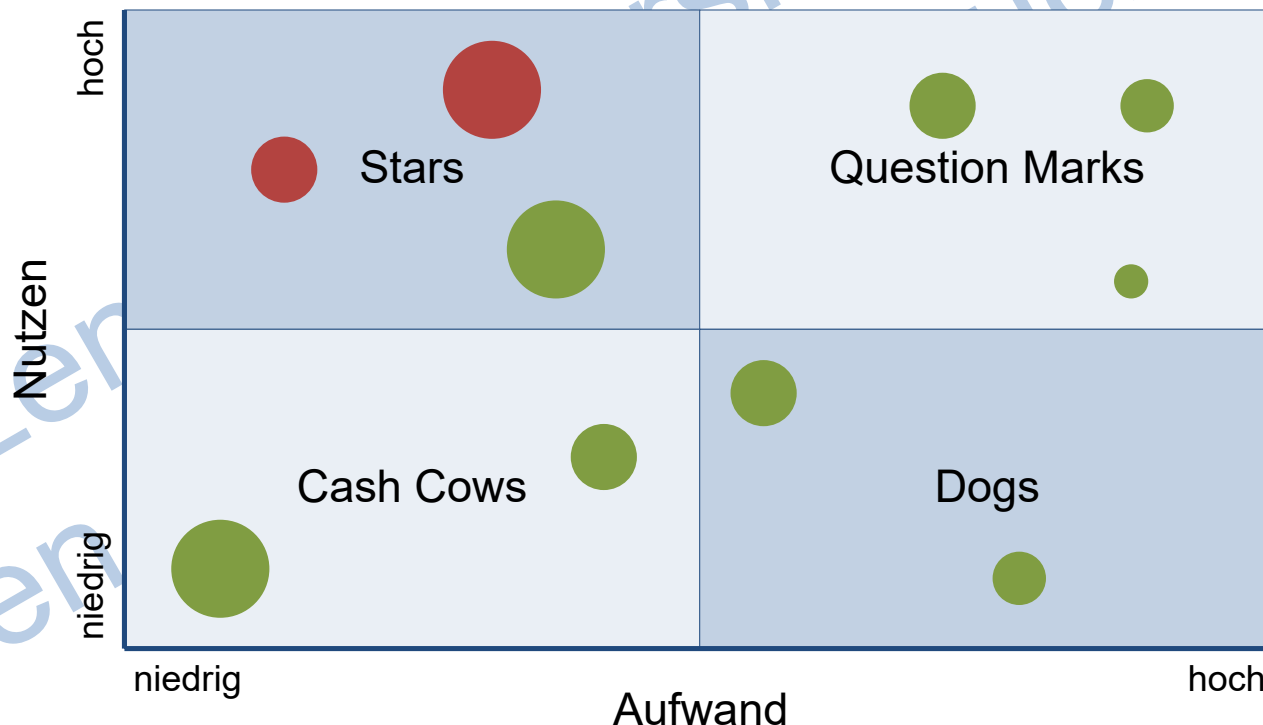 hoch
Stars
Question Marks
Nutzen
Cash Cows
Dogs
niedrig
niedrig
hoch
Aufwand